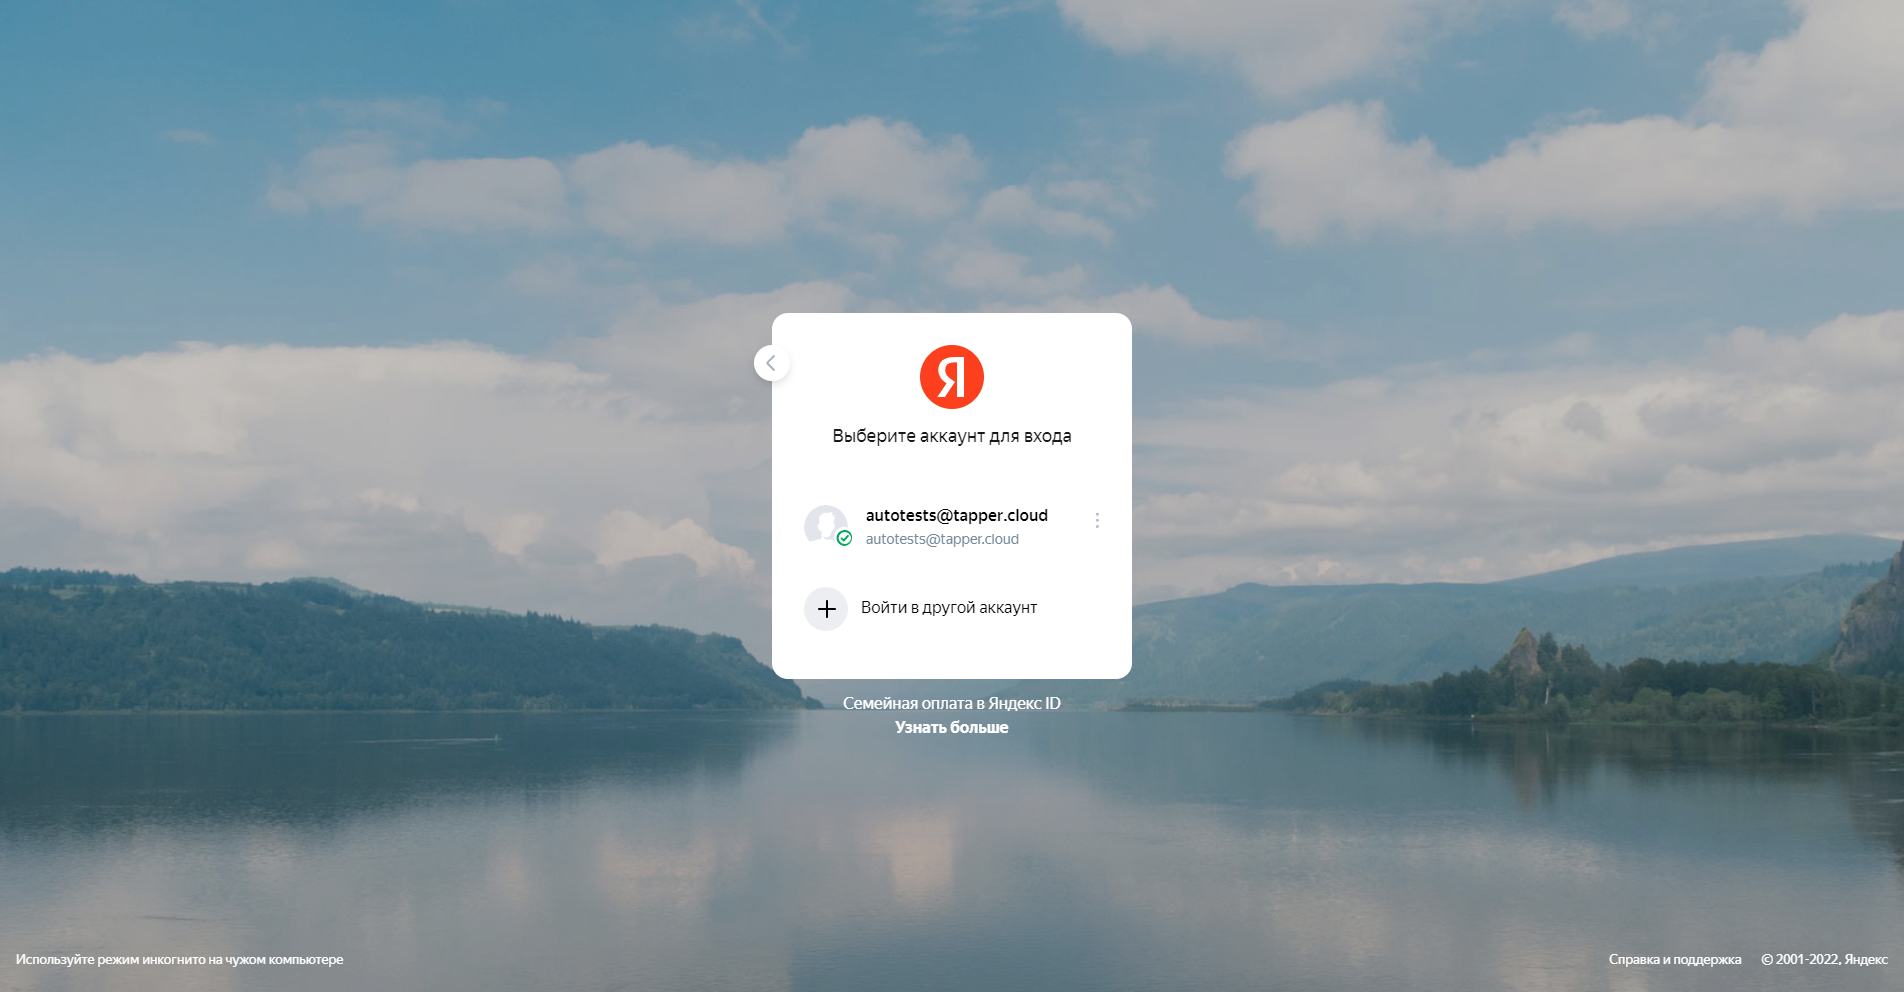 Я
Выберите аккаунт для входа
autotests@tapper.cloud
autotests@tapper.cloud
Войти в другой аккаунт
Семейная оплата в Яндекс ID
Узнать больше
Используйте режим инкогнито на чужом компьютере
Справка и поддержка
© 2001-2022, Яндекс